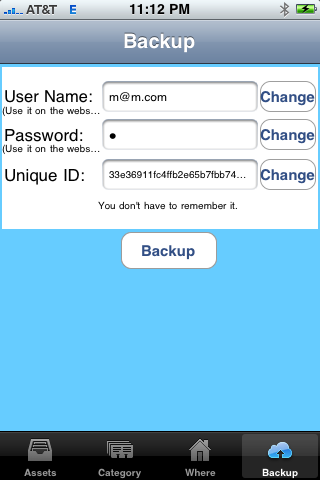 AT&T E 11:12 PM
Backup
User Name: m@m.com Change
(Use it on the webs...
Password: ● Change
(Use it on the webs...
Unique ID: 33e36911fc4ffb2e65b7fbb74... Change
You don't have to remember it.
Backup
Assets Category Where Backup